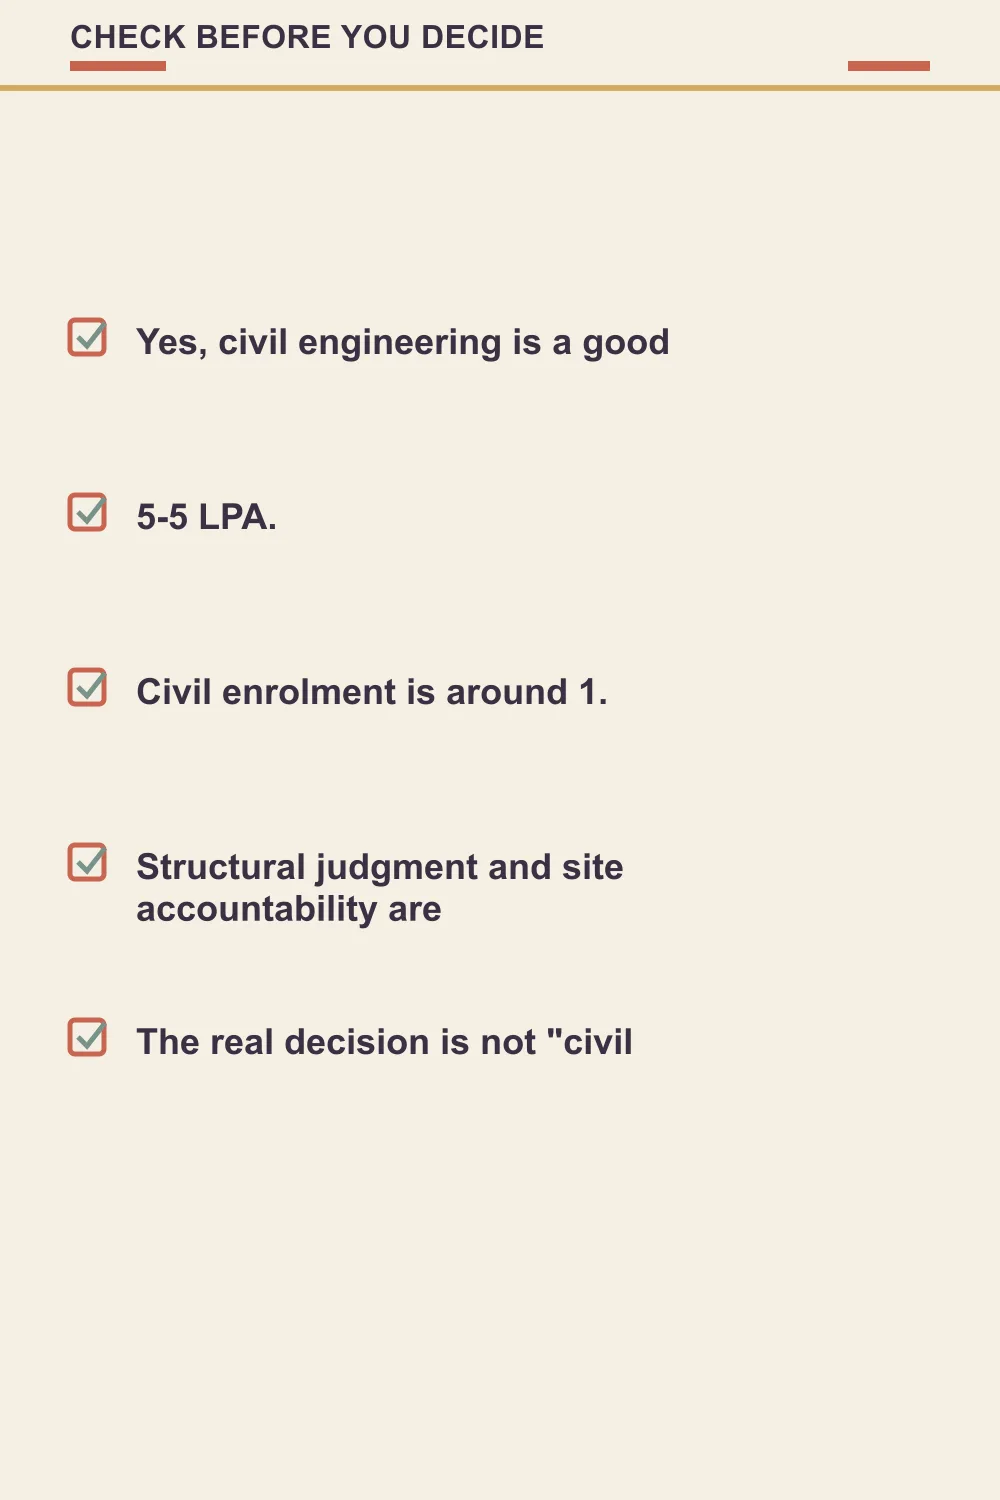 CHECK BEFORE YOU DECIDE
Yes, civil engineering is a good
5-5 LPA.
Civil enrolment is around 1.
Structural judgment and site
accountability are
The real decision is not "civil